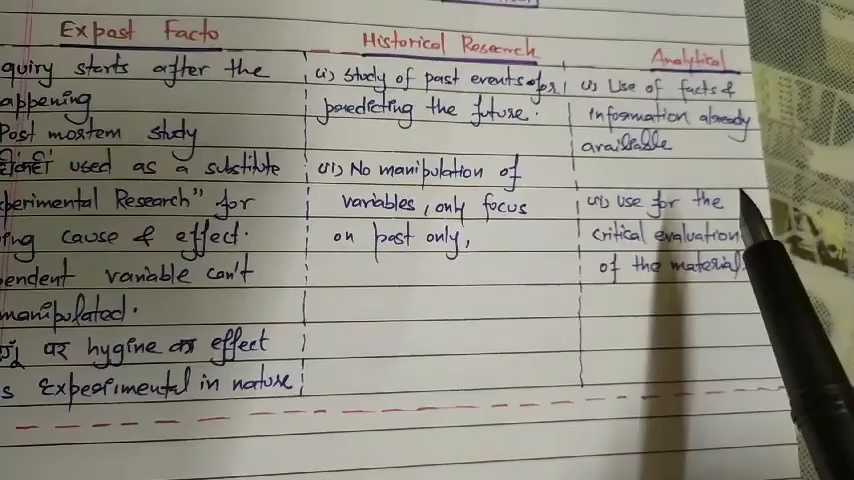 Expost Facto
quiry starts after the
appening
Post mortem study
used as a substitute
perimental Research" for
ing cause & effect.
pendent variable can't
manipulated.
पर hygine का effect
s Experimental in nature
Historical Research
(i) Study of past events for
predicting the future.
(ii) No manipulation of
variables, only focus
on past only,
Analytical
(i) Use of facts &
information already
available
(ii) use for the
critical evaluation
of the material.